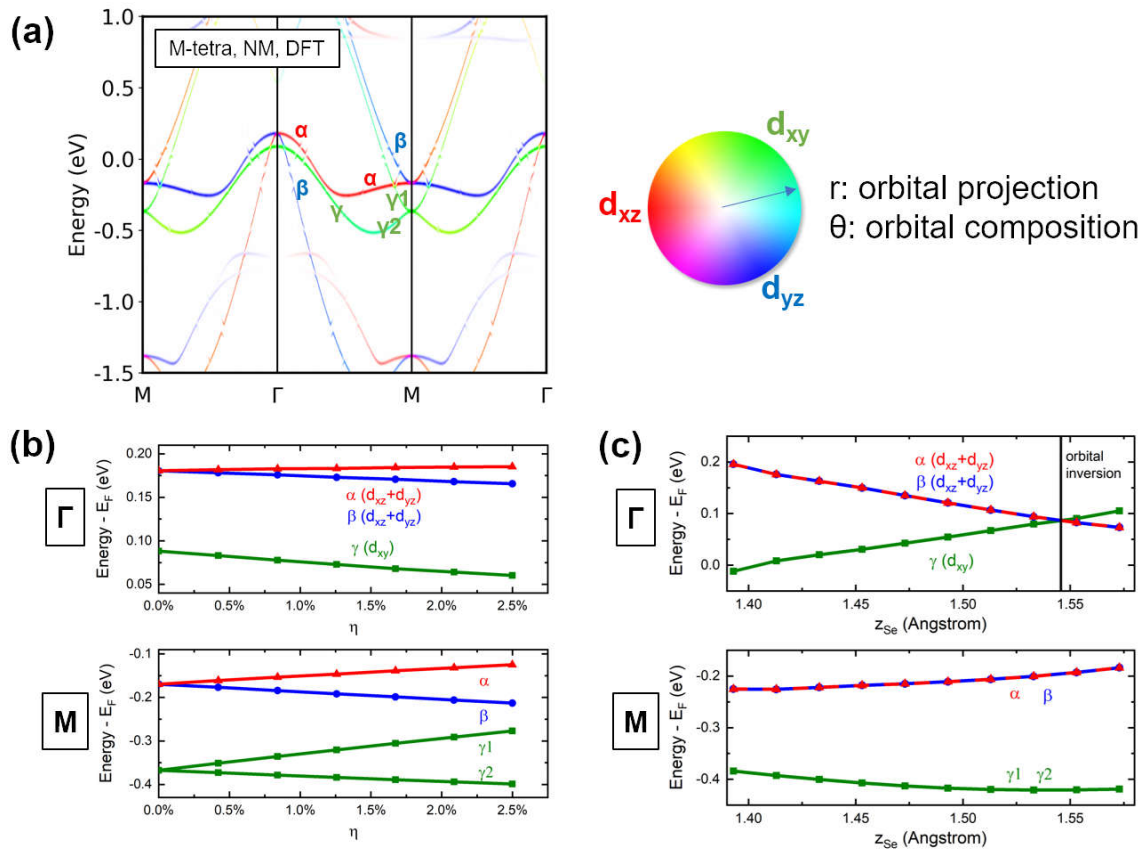 (a)
M-tetra, NM, DFT
Energy (eV)
1.0
0.5
0.0
-0.5
-1.0
-1.5
α
β
β
α
γ
γ1
γ2
M
Γ
M
Γ
dxy
dxz
dyz
r: orbital projection
θ: orbital composition
(b)
Γ
Energy - EF (eV)
0.20
0.15
0.10
0.05
α (dxz+dyz)
β (dxz+dyz)
γ (dxy)
0.0% 0.5% 1.0% 1.5% 2.0% 2.5%
η
M
Energy - EF (eV)
-0.1
-0.2
-0.3
-0.4
α
β
γ1
γ2
0.0% 0.5% 1.0% 1.5% 2.0% 2.5%
η
(c)
Γ
Energy - EF (eV)
0.2
0.1
0.0
α (dxz+dyz)
β (dxz+dyz)
γ (dxy)
orbital
inversion
1.40 1.45 1.50 1.55
zSe (Angstrom)
M
Energy - EF (eV)
-0.2
-0.3
-0.4
α β
γ1 γ2
1.40 1.45 1.50 1.55
zSe (Angstrom)